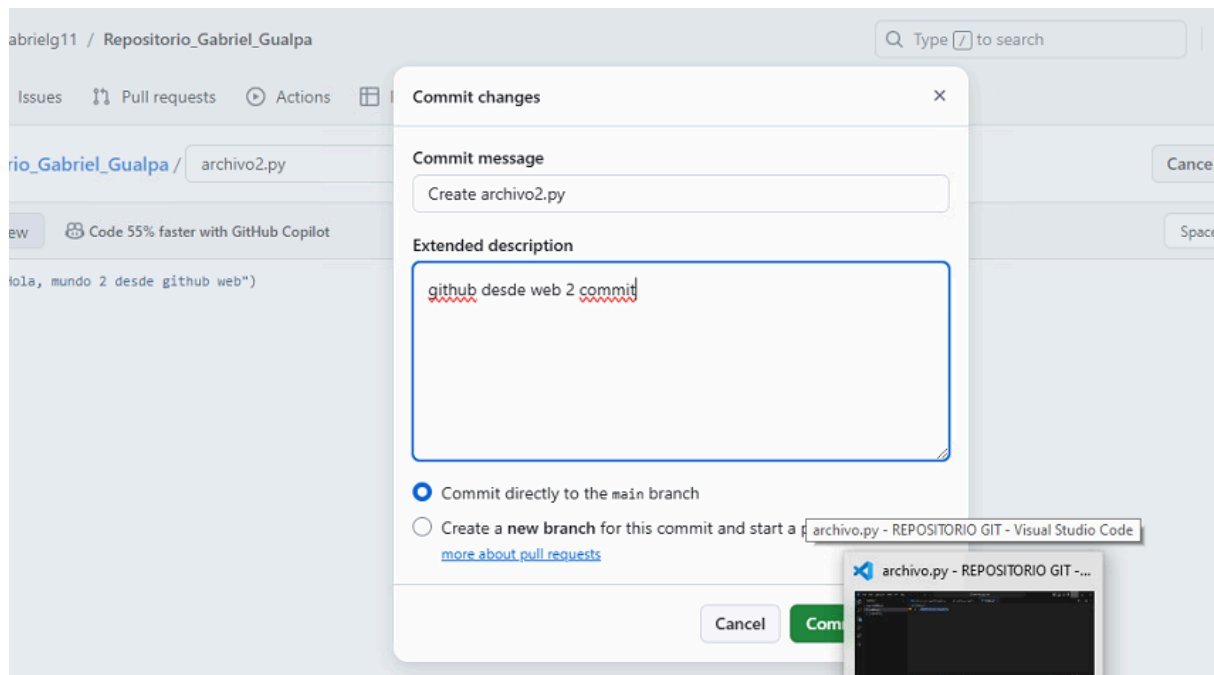 abrielg11 / Repositorio_Gabriel_Gualpa
Type / to search
Issues Pull requests Actions
Commit changes
rio_Gabriel_Gualpa / archivo2.py
Cance
Commit message
Create archivo2.py
ew Code 55% faster with GitHub Copilot
Space
Extended description
Hola, mundo 2 desde github web")
github desde web 2 commit
Commit directly to the main branch
Create a new branch for this commit and start a p
archivo.py - REPOSITORIO GIT - Visual Studio Code
more about pull requests
archivo.py - REPOSITORIO GIT -...
Cancel Comm